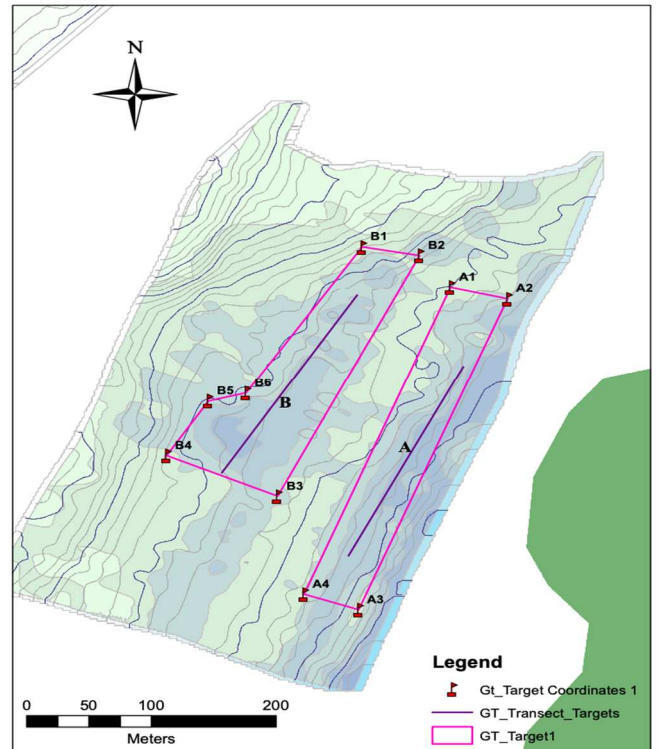 N
B1
B2
A1
A2
B5
B6
B
B4
A
B3
A4
A3
Legend
Gt_Target Coordinates 1
GT_Transect_Targets
GT_Target1
0 50 100 200
Meters